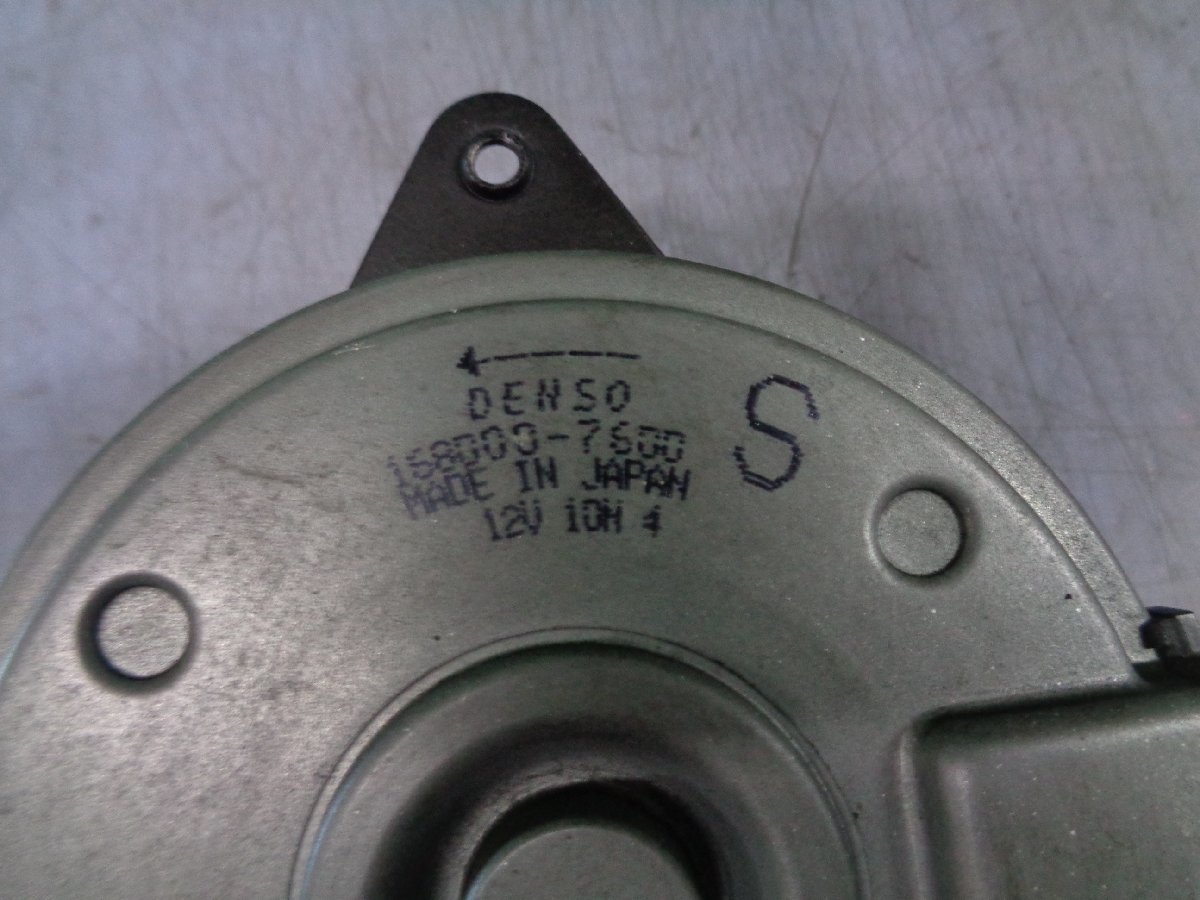 DENSO
S
168000-7600
MADE IN JAPAN
12V 10H 4